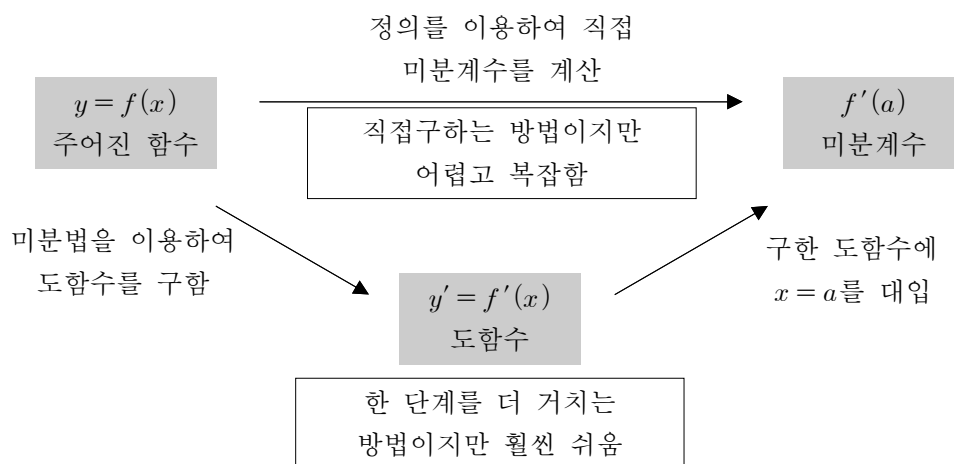 정의를 이용하여 직접
미분계수를 계산
y = f(x)
주어진 함수
f ′(a)
미분계수
직접구하는 방법이지만
어렵고 복잡함
미분법을 이용하여
도함수를 구함
구한 도함수에
x = a를 대입
y′ = f ′(x)
도함수
한 단계를 더 거치는
방법이지만 훨씬 쉬움